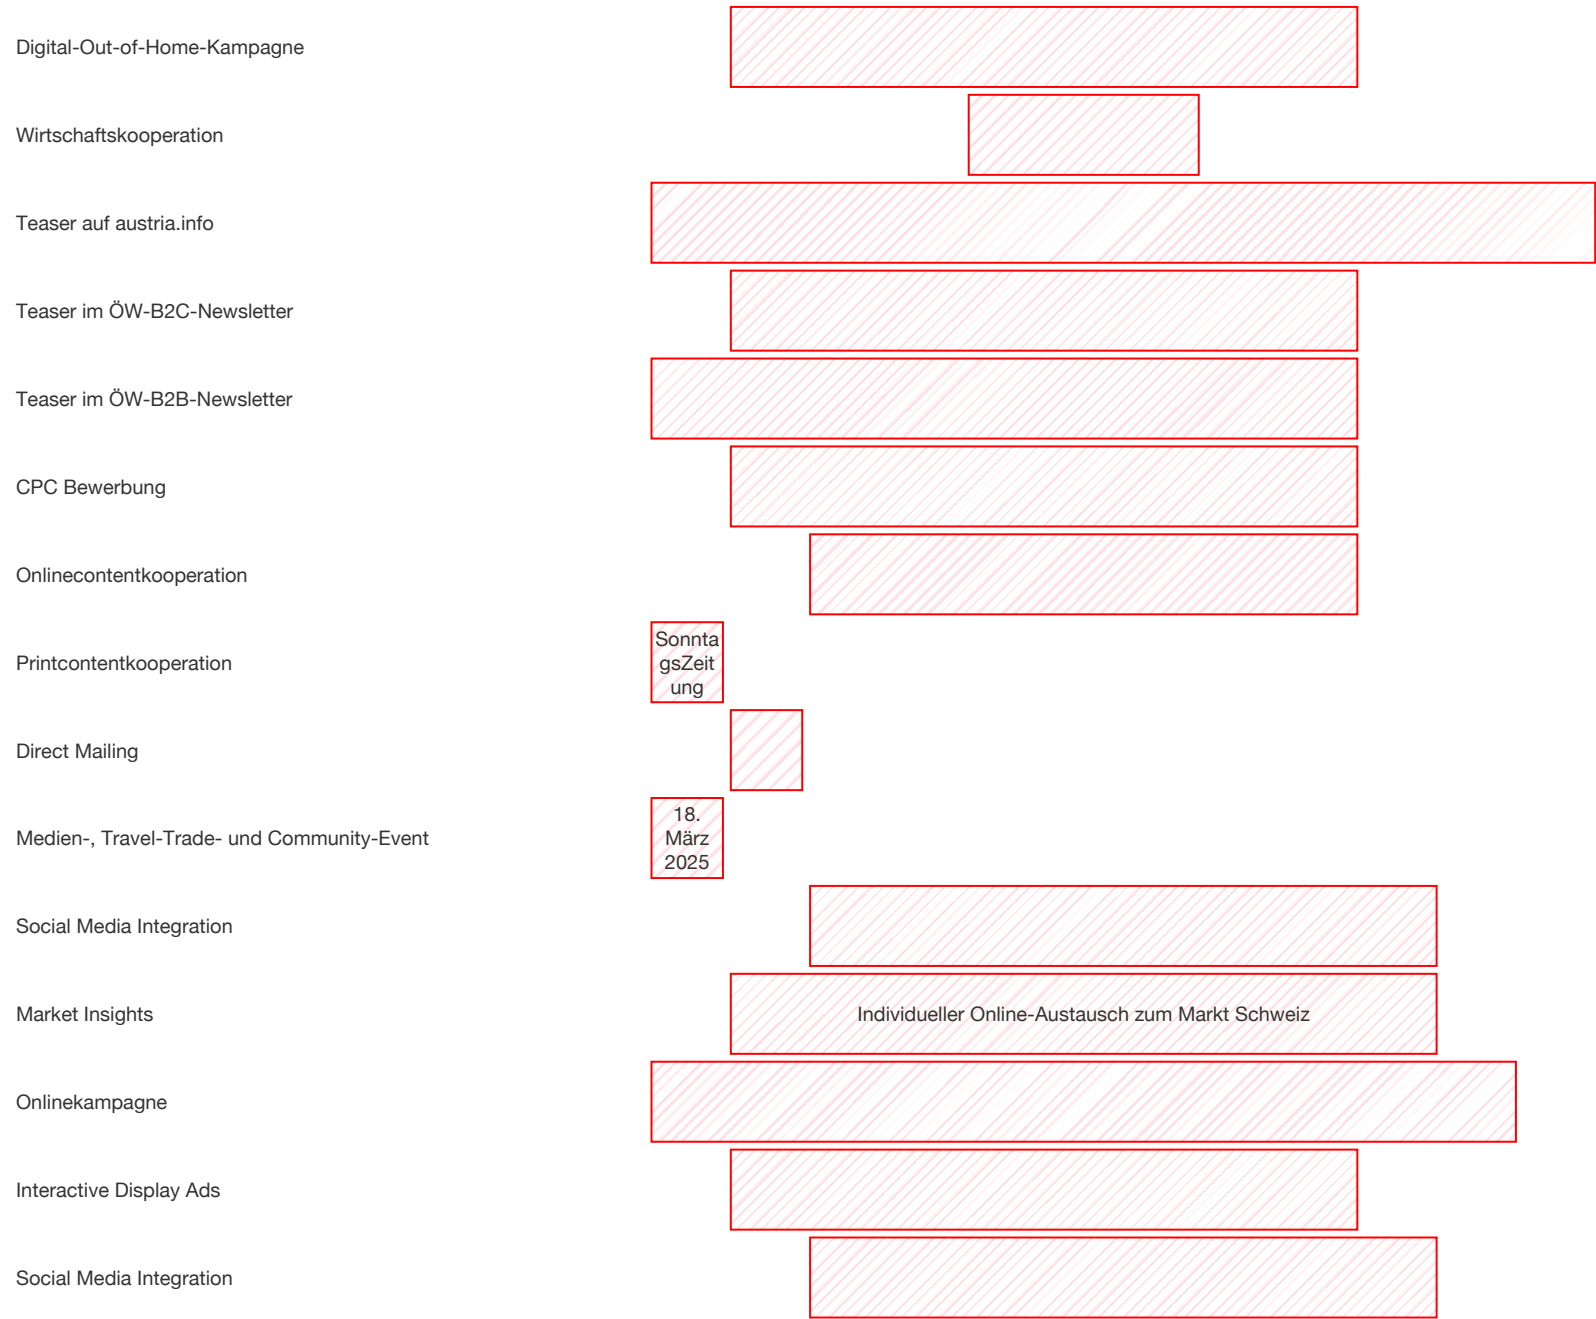 Digital-Out-of-Home-Kampagne
Wirtschaftskooperation
Teaser auf austria.info
Teaser im ÖW-B2C-Newsletter
Teaser im ÖW-B2B-Newsletter
CPC Bewerbung
Onlinecontentkooperation
Printcontentkooperation
Sonnta
gsZeit
ung
Direct Mailing
Medien-, Travel-Trade- und Community-Event
18.
März
2025
Social Media Integration
Market Insights
Individueller Online-Austausch zum Markt Schweiz
Onlinekampagne
Interactive Display Ads
Social Media Integration